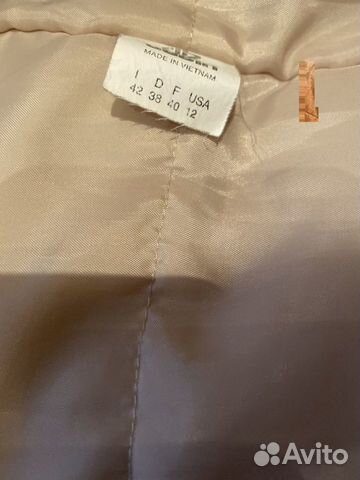 MADE IN VIETNAM
I D F USA
42 38 40 12
Avito